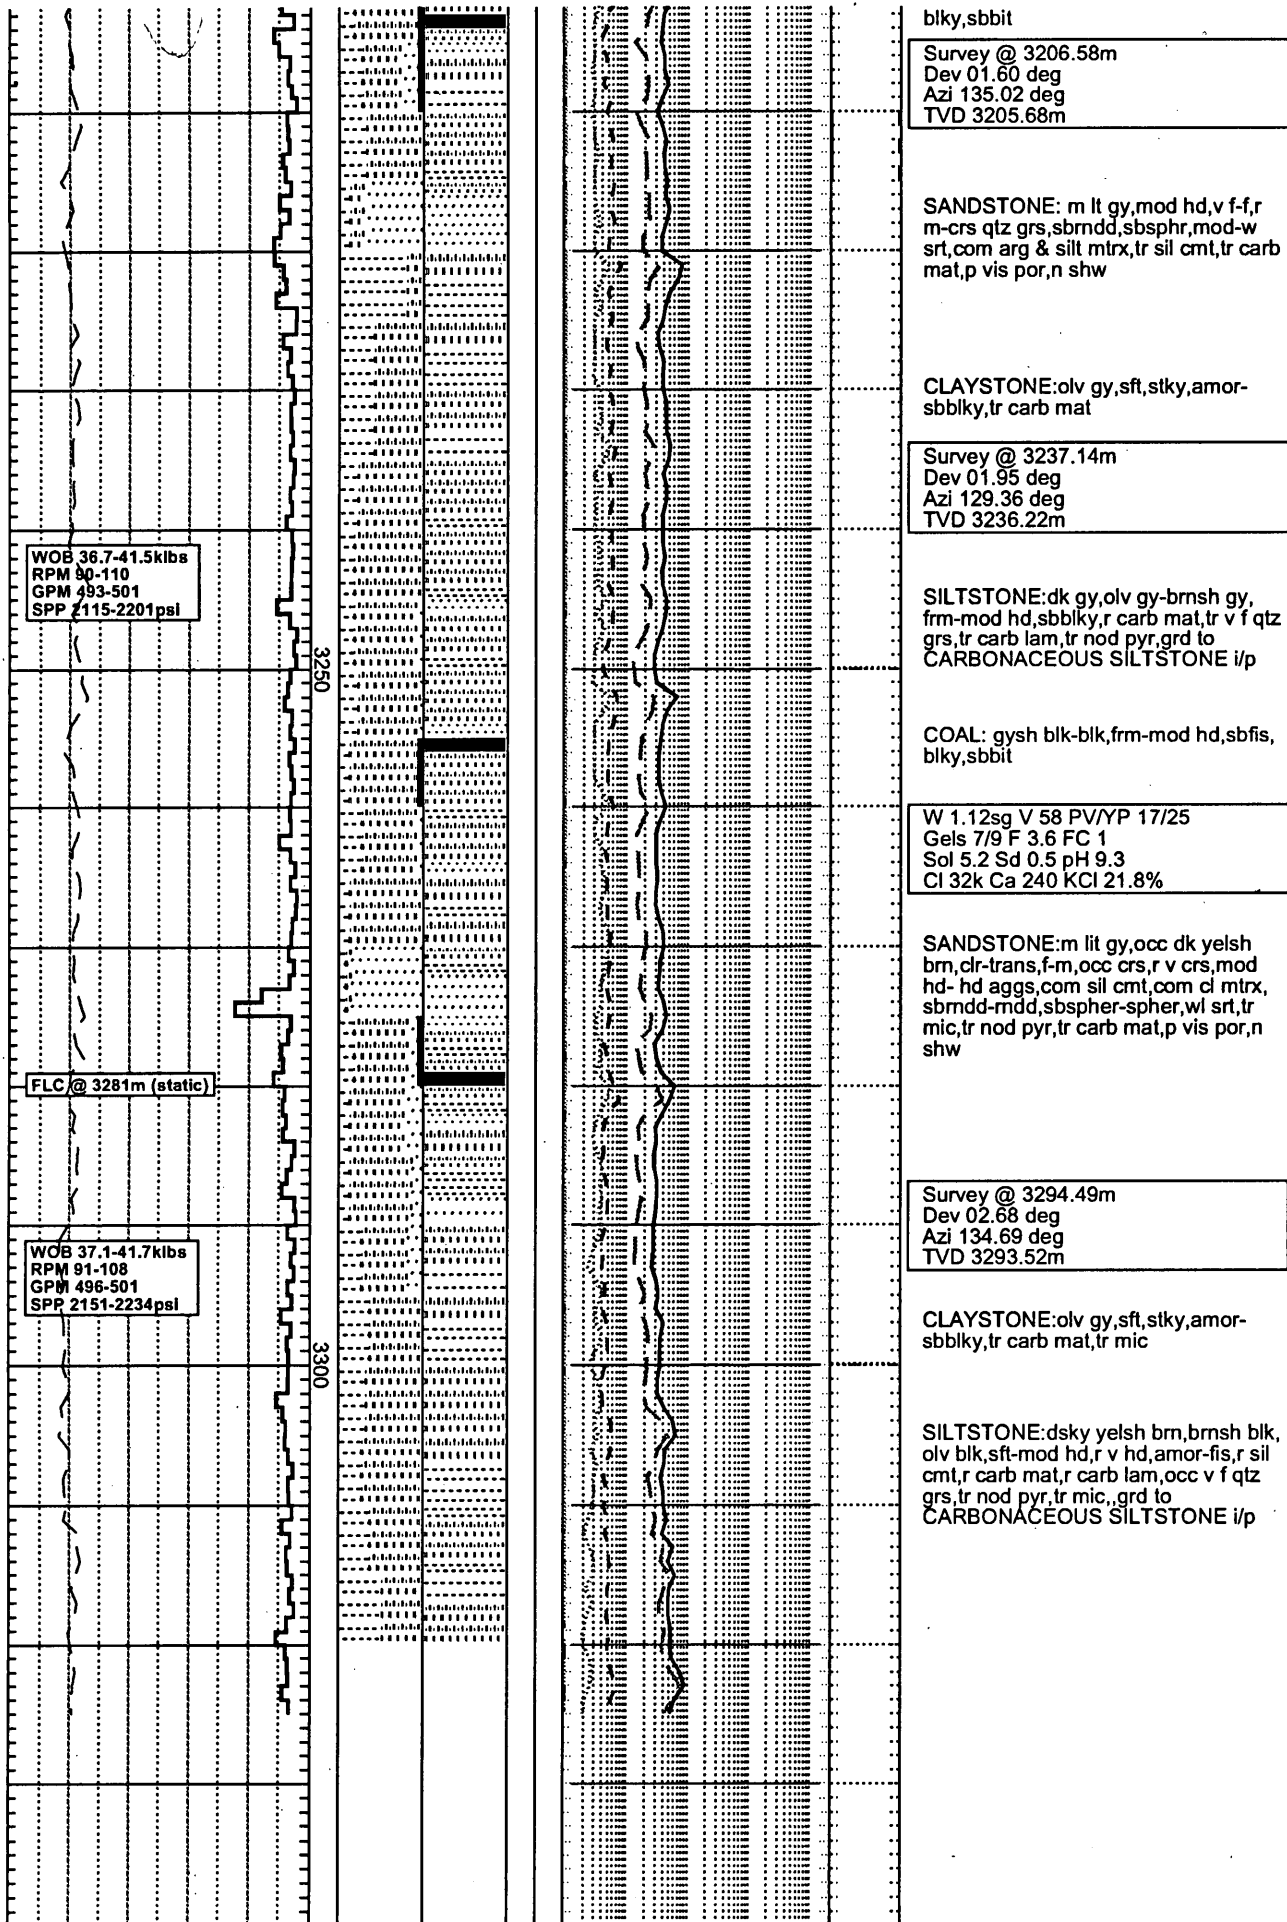 blky,sbbit
Survey @ 3206.58m
Dev 01.60 deg
Azi 135.02 deg
TVD 3205.68m
SANDSTONE: m lt gy,mod hd,v f-f,r
m-crs qtz grs,sbrndd,sbsphr,mod-w
srt,com arg & silt mtrx,tr sil cmt,tr carb
mat,p vis por,n shw
CLAYSTONE:olv gy,sft,stky,amor-
sbblky,tr carb mat
Survey @ 3237.14m
Dev 01.95 deg
Azi 129.36 deg
TVD 3236.22m
WOB 36.7-41.5klbs
RPM 90-110
GPM 493-501
SPP 2115-2201psi
SILTSTONE:dk gy,olv gy-brnsh gy,
frm-mod hd,sbblky,r carb mat,tr v f qtz
grs,tr carb lam,tr nod pyr,grd to
CARBONACEOUS SILTSTONE i/p
3250
COAL: gysh blk-blk,frm-mod hd,sbfis,
blky,sbbit
W 1.12sg V 58 PV/YP 17/25
Gels 7/9 F 3.6 FC 1
Sol 5.2 Sd 0.5 pH 9.3
Cl 32k Ca 240 KCl 21.8%
SANDSTONE:m lit gy,occ dk yelsh
brn,clr-trans,f-m,occ crs,r v crs,mod
hd- hd aggs,com sil cmt,com cl mtrx,
sbrndd-rndd,sbspher-spher,wl srt,tr
mic,tr nod pyr,tr carb mat,p vis por,n
shw
FLC @ 3281m (static)
Survey @ 3294.49m
Dev 02.68 deg
Azi 134.69 deg
TVD 3293.52m
WOB 37.1-41.7klbs
RPM 91-108
GPM 496-501
SPP 2151-2234psi
CLAYSTONE:olv gy,sft,stky,amor-
sbblky,tr carb mat,tr mic
3300
SILTSTONE:dsky yelsh brn,brnsh blk,
olv blk,sft-mod hd,r v hd,amor-fis,r sil
cmt,r carb mat,r carb lam,occ v f qtz
grs,tr nod pyr,tr mic,,grd to
CARBONACEOUS SILTSTONE i/p